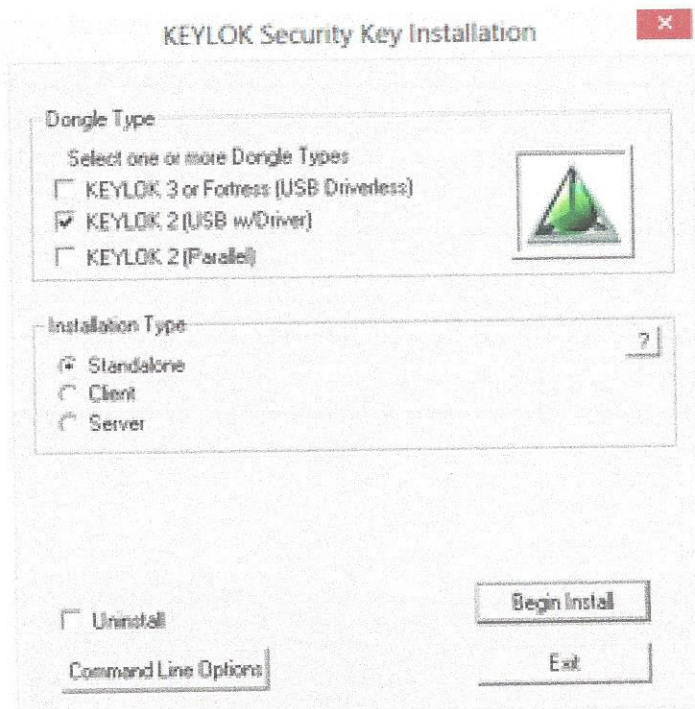 KEYLOK Security Key Installation
Dongle Type
Select one or more Dongle Types
KEYLOK 3 or Fortress (USB Driverless)
KEYLOK 2 (USB w/Driver)
KEYLOK 2 (Parallel)
Installation Type
?
Standalone
Client
Server
Begin Install
Uninstall
Command Line Options
Exit